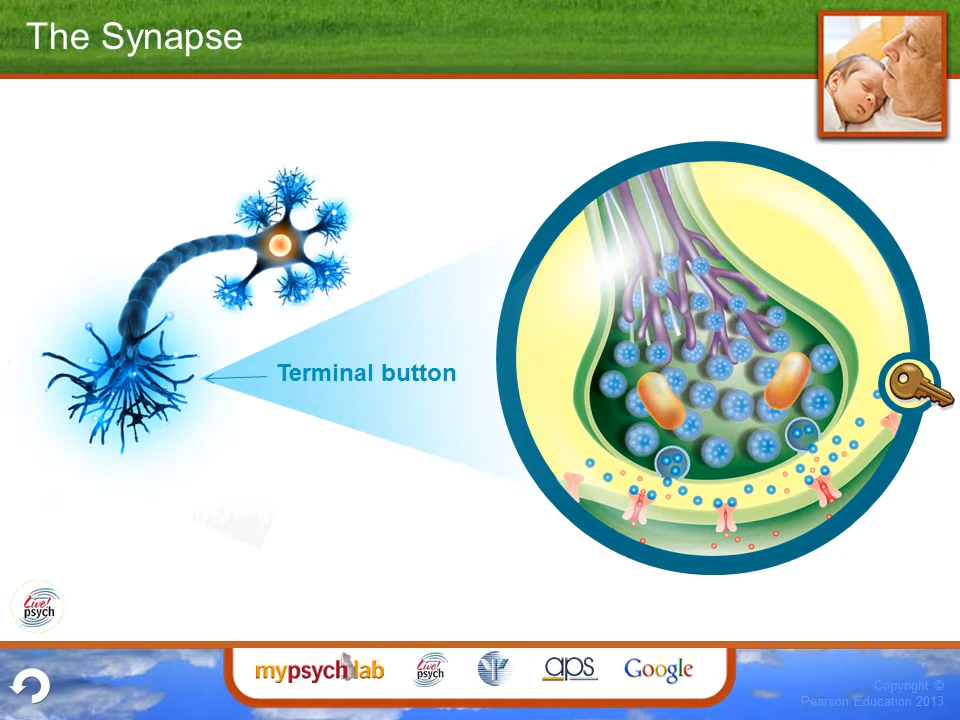 The Synapse
Terminal button
Live!
psych
mypsychlab
Live!
psych
aps
Google
Copyright ©
Pearson Education 2013